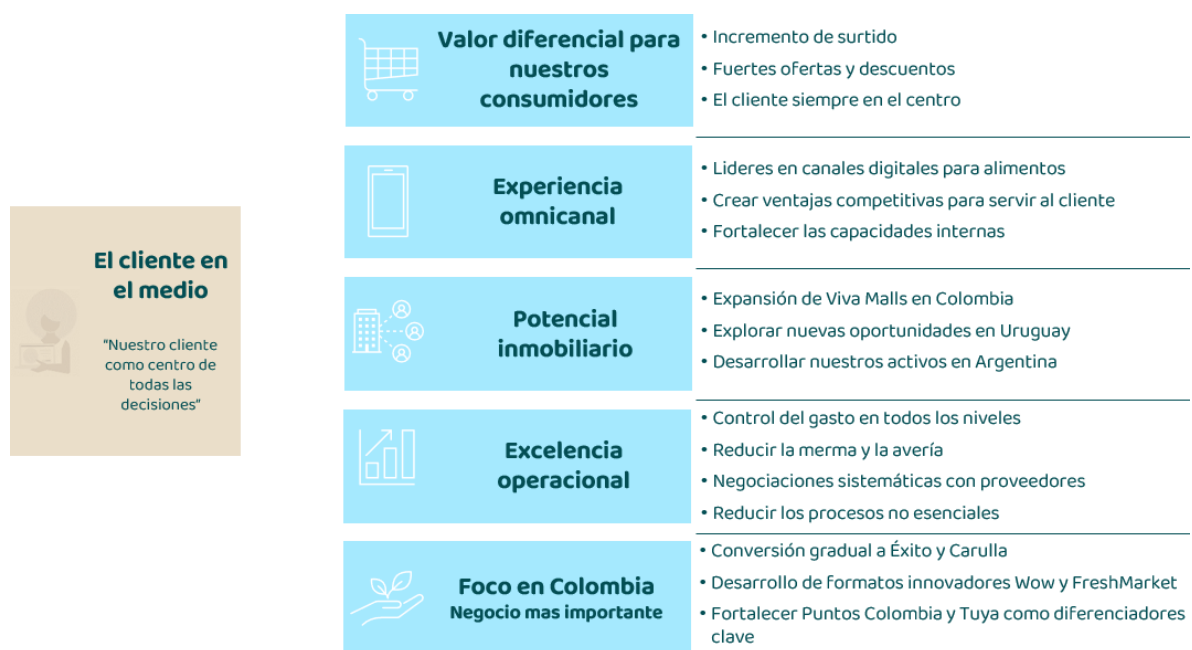 El cliente en
el medio
“Nuestro cliente
como centro de
todas las
decisiones”
Valor diferencial para
nuestros
consumidores
• Incremento de surtido
• Fuertes ofertas y descuentos
• El cliente siempre en el centro
Experiencia
omnicanal
• Lideres en canales digitales para alimentos
• Crear ventajas competitivas para servir al cliente
• Fortalecer las capacidades internas
Potencial
inmobiliario
• Expansión de Viva Malls en Colombia
• Explorar nuevas oportunidades en Uruguay
• Desarrollar nuestros activos en Argentina
Excelencia
operacional
• Control del gasto en todos los niveles
• Reducir la merma y la avería
• Negociaciones sistemáticas con proveedores
• Reducir los procesos no esenciales
Foco en Colombia
Negocio mas importante
• Conversión gradual a Éxito y Carulla
• Desarrollo de formatos innovadores Wow y FreshMarket
• Fortalecer Puntos Colombia y Tuya como diferenciadores
clave